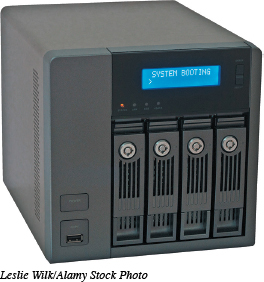 SYSTEM BOOTING
>
Leslie Wilk/Alamy Stock Photo